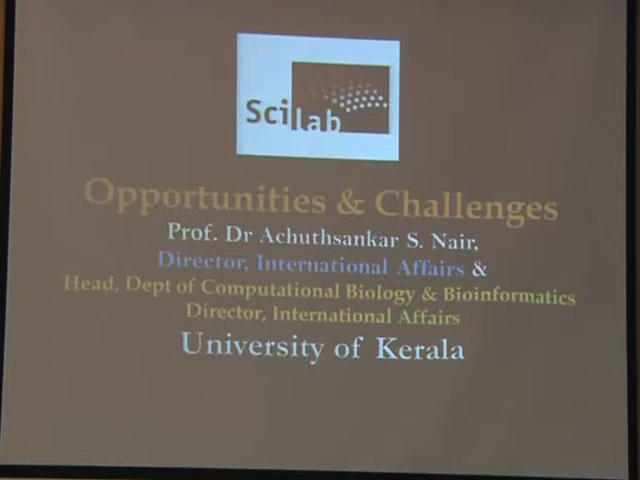 Scilab
Opportunities & Challenges
Prof. Dr Achuthsankar S. Nair,
Director, International Affairs &
Head, Dept of Computational Biology & Bioinformatics
Director, International Affairs
University of Kerala